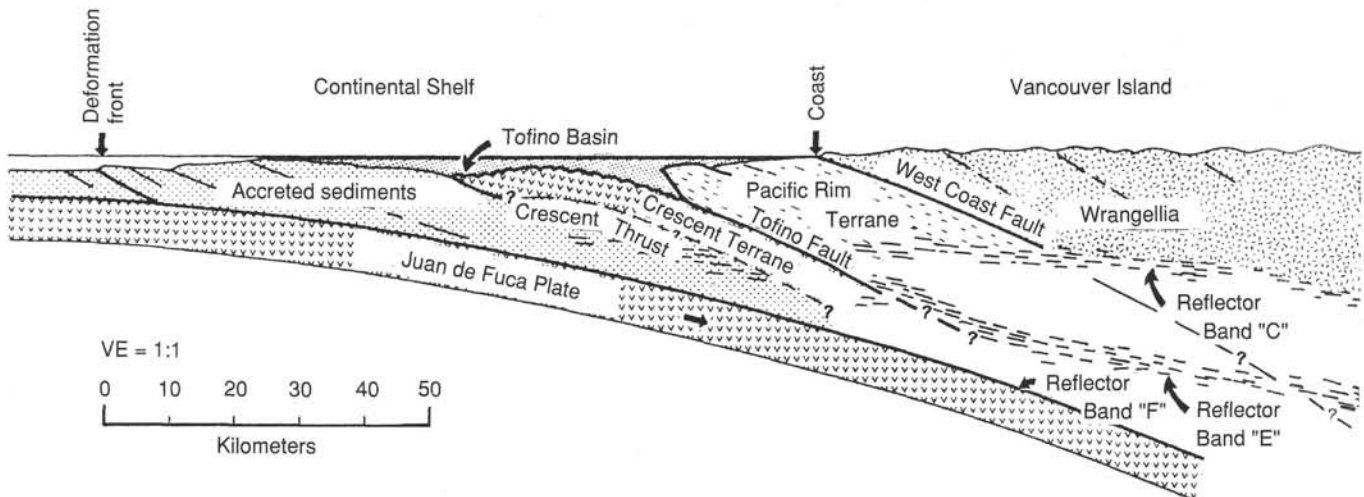 Deformation
front
Continental Shelf
Coast
Vancouver Island
Tofino Basin
Accreted sediments
?
Crescent
Thrust
Crescent Terrane
Tofino Fault
Pacific Rim
Terrane
West Coast Fault
Wrangellia
Juan de Fuca Plate
?
?
?
Reflector
Band "C"
?
?
Reflector
Band "F"
Reflector
Band "E"
VE = 1:1
0 10 20 30 40 50
Kilometers